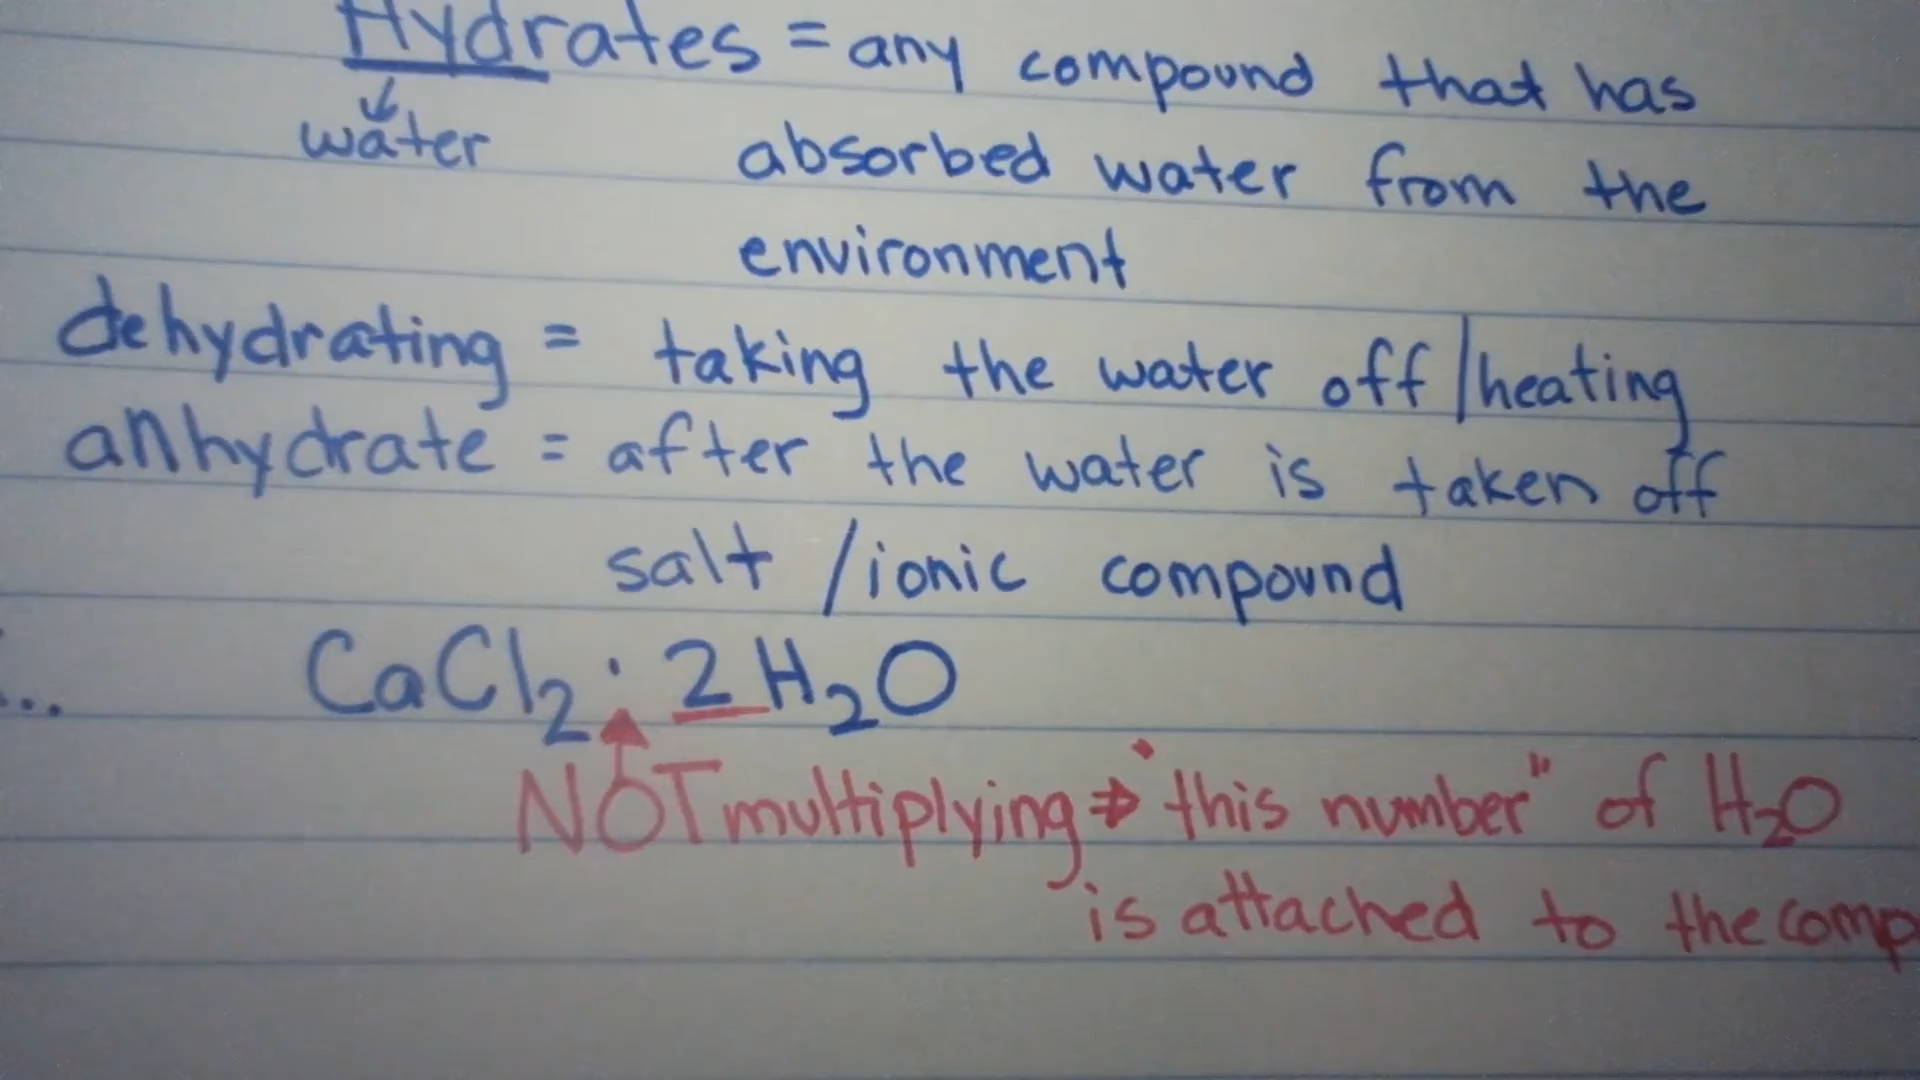 Hydrates = any compound that has
water absorbed water from the
environment
dehydrating = taking the water off/heating
anhydrate = after the water is taken off
salt / ionic compound
... CaCl₂ · 2 H₂O
NOT multiplying → "this number" of H₂O
is attached to the comp